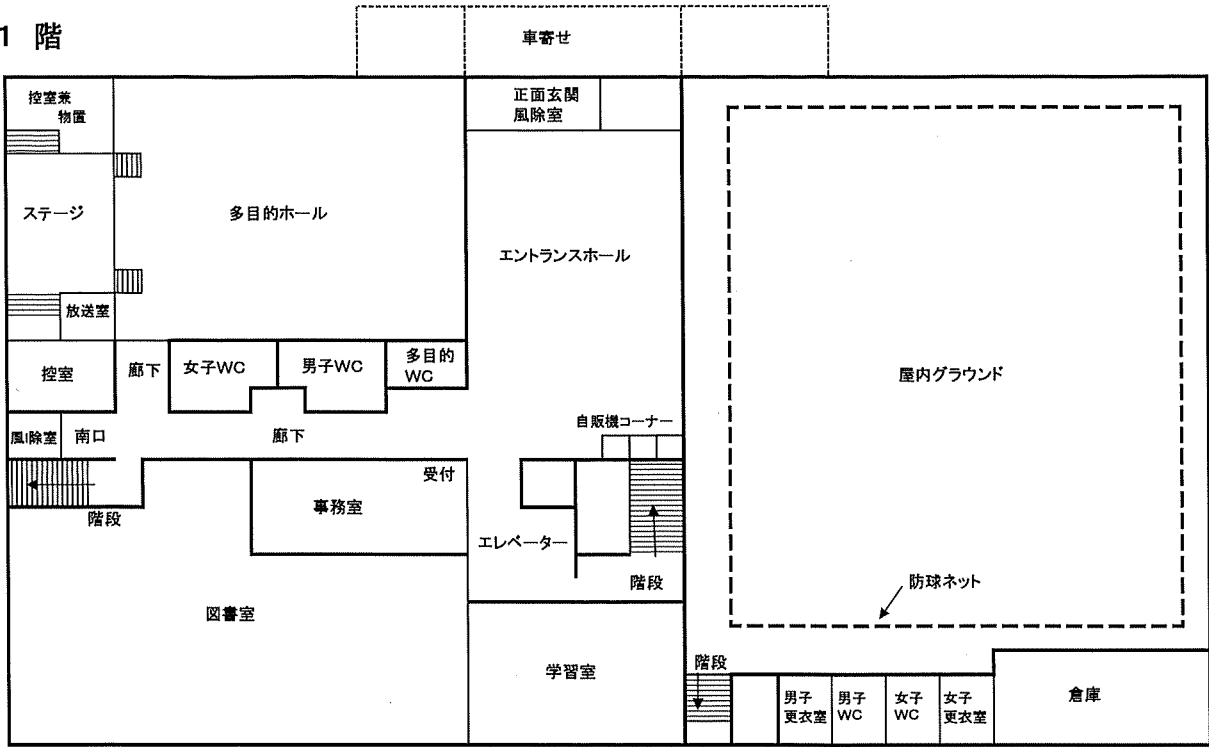 1 階
車寄せ
控室兼
物置
正面玄関
風除室
ステージ
多目的ホール
エントランスホール
放送室
控室
廊下
女子WC
男子WC
多目的
WC
屋内グラウンド
自販機コーナー
風除室
南口
廊下
受付
階段
事務室
エレベーター
階段
防球ネット
図書室
学習室
階段
男子
更衣室
男子
WC
女子
WC
女子
更衣室
倉庫